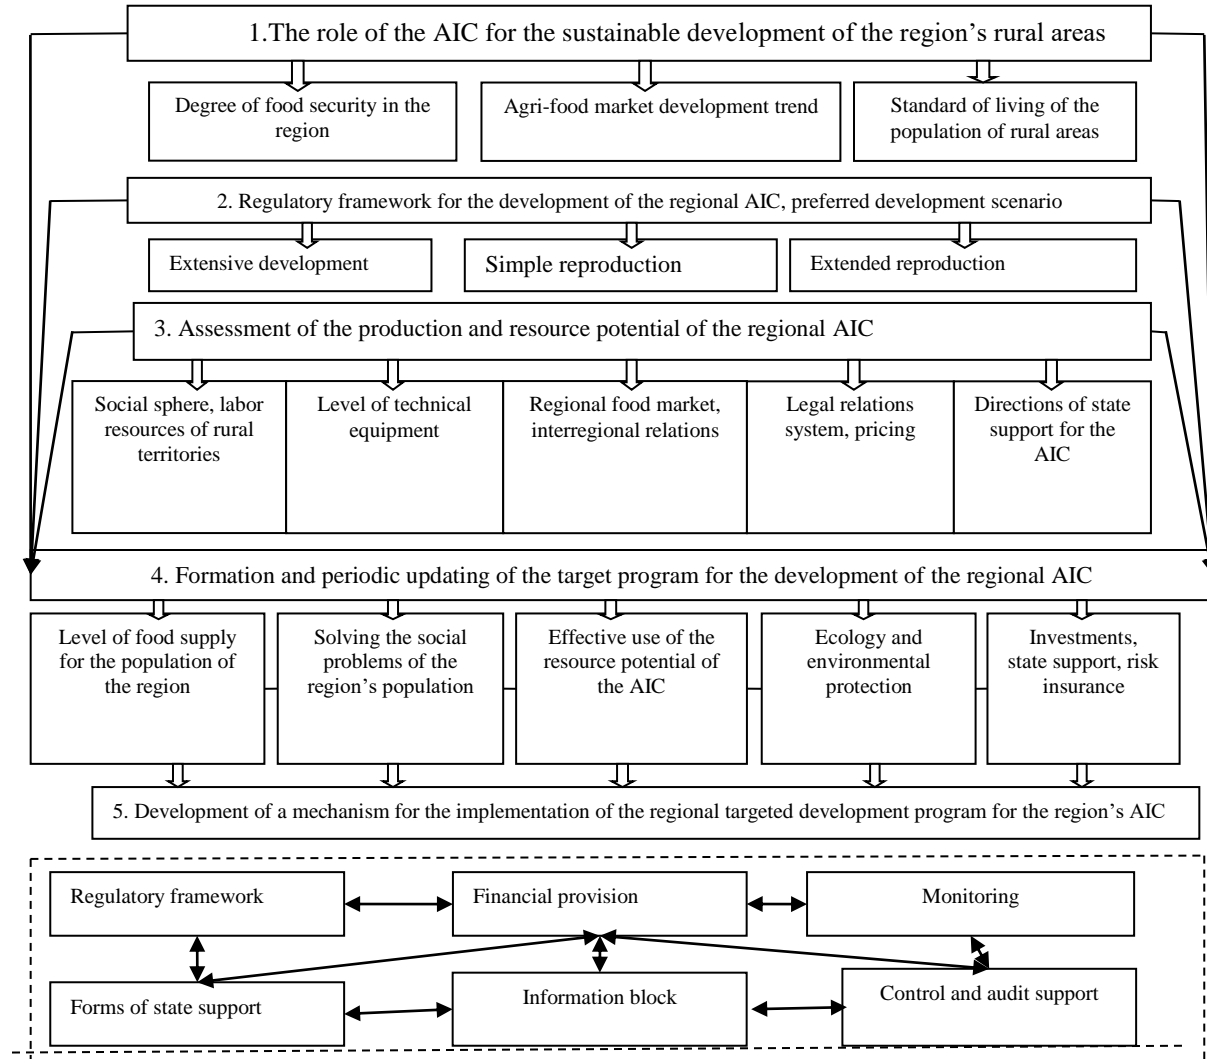 1.The role of the AIC for the sustainable development of the region's rural areas
Degree of food security in the
region
Agri-food market development trend
Standard of living of the
population of rural areas
2. Regulatory framework for the development of the regional AIC, preferred development scenario
Extensive development
Simple reproduction
Extended reproduction
3. Assessment of the production and resource potential of the regional AIC
Social sphere, labor
resources of rural
territories
Level of technical
equipment
Regional food market,
interregional relations
Legal relations
system, pricing
Directions of state
support for the
AIC
4. Formation and periodic updating of the target program for the development of the regional AIC
Level of food supply
for the population of
the region
Solving the social
problems of the
region's population
Effective use of the
resource potential of
the AIC
Ecology and
environmental
protection
Investments,
state support, risk
insurance
5. Development of a mechanism for the implementation of the regional targeted development program for the region's AIC
Regulatory framework
Financial provision
Monitoring
Forms of state support
Information block
Control and audit support